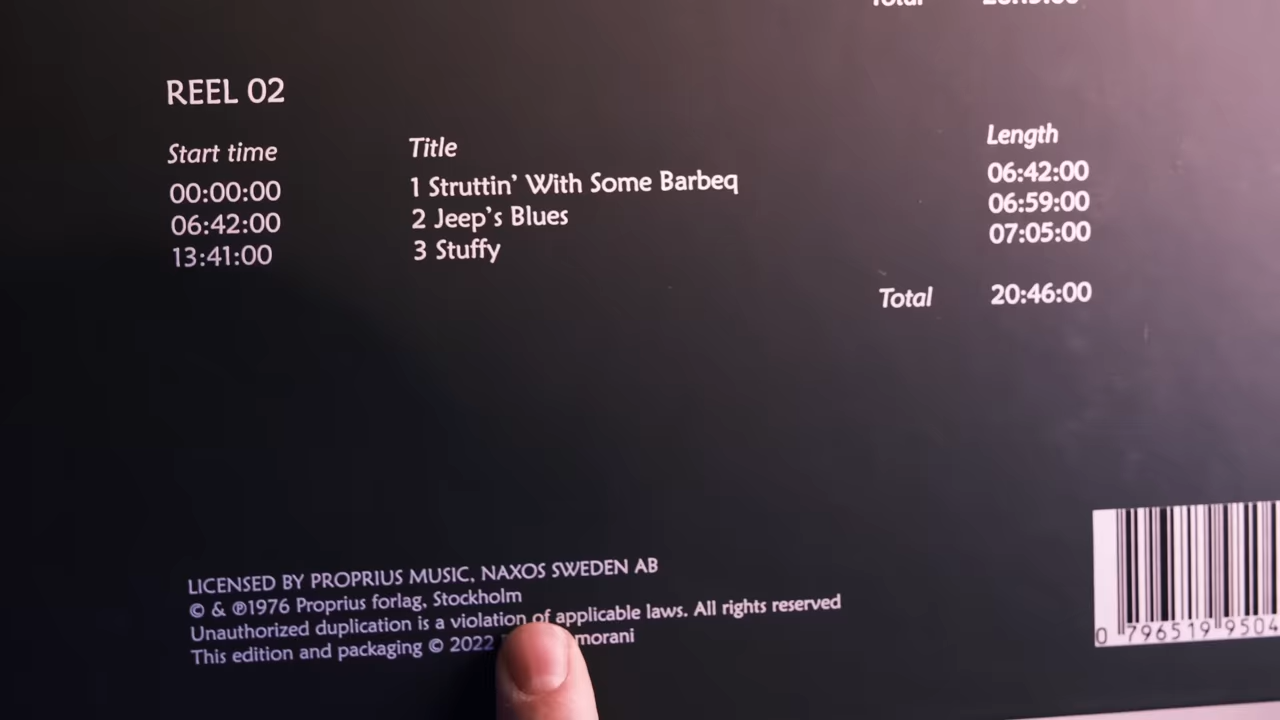 Total
REEL 02
Start time Title Length
00:00:00 1 Struttin' With Some Barbeq 06:42:00
06:42:00 2 Jeep's Blues 06:59:00
13:41:00 3 Stuffy 07:05:00
Total 20:46:00
LICENSED BY PROPRIUS MUSIC, NAXOS SWEDEN AB
© & ℗1976 Proprius forlag, Stockholm
Unauthorized duplication is a violation of applicable laws. All rights reserved
This edition and packaging © 2022
0 796519 9504